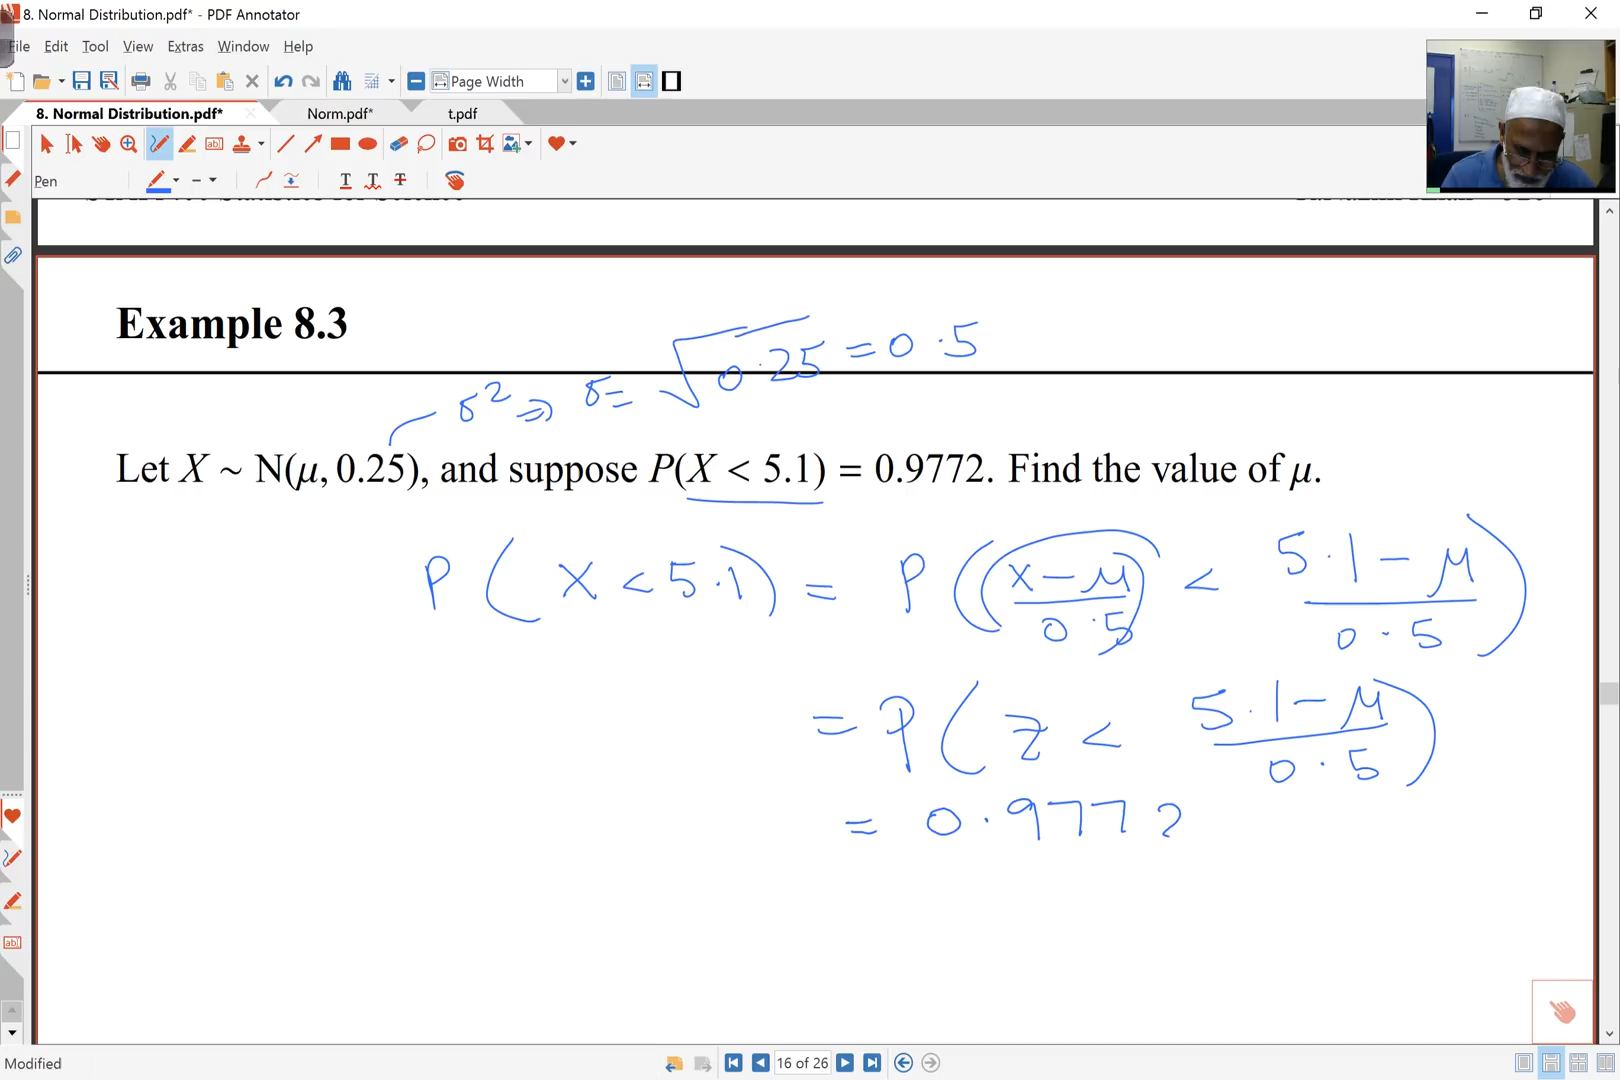 8. Normal Distribution.pdf* - PDF Annotator
File Edit Tool View Extras Window Help
Page Width
8. Normal Distribution.pdf* Norm.pdf* t.pdf
Pen
Example 8.3
σ² ⇒ σ = √0.25 = 0.5
Let X ~ N(μ, 0.25), and suppose P(X < 5.1) = 0.9772. Find the value of μ.
P(X < 5.1) = P((x - μ)/0.5 < (5.1 - μ)/0.5)
= P(Z < (5.1 - μ)/0.5)
= 0.9772
Modified 16 of 26